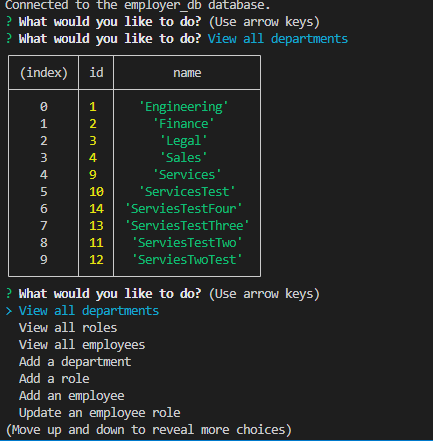 Connected to the employer_db database.
? What would you like to do? (Use arrow keys)
? What would you like to do? View all departments
(index) id name
0 1 'Engineering'
1 2 'Finance'
2 3 'Legal'
3 4 'Sales'
4 9 'Services'
5 10 'ServicesTest'
6 14 'ServiesTestFour'
7 13 'ServiesTestThree'
8 11 'ServiesTestTwo'
9 12 'ServiesTwoTest'
? What would you like to do? (Use arrow keys)
> View all departments
View all roles
View all employees
Add a department
Add a role
Add an employee
Update an employee role
(Move up and down to reveal more choices)